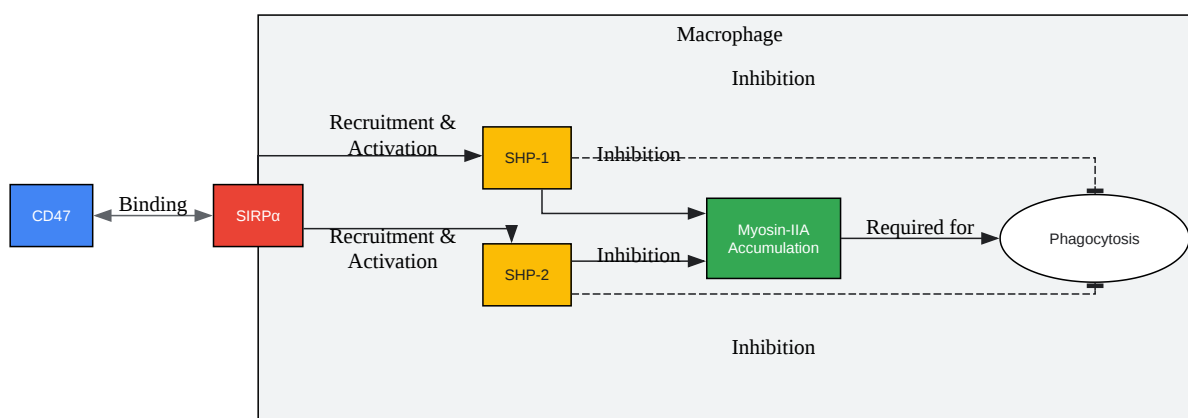 Macrophage
Inhibition
Recruitment &
Activation
SHP-1
Inhibition
CD47
Binding
SIRPα
Recruitment &
Activation
SHP-2
Inhibition
Myosin-IIA
Accumulation
Required for
Phagocytosis
Inhibition